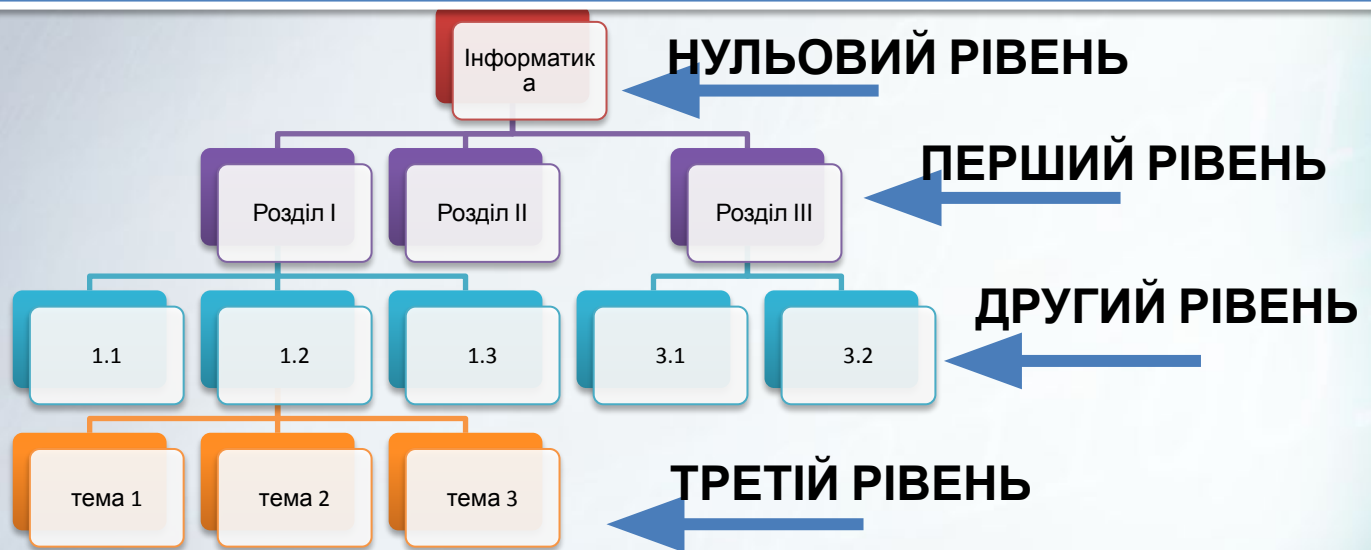 Інформатик
а
НУЛЬОВИЙ РІВЕНЬ
ПЕРШИЙ РІВЕНЬ
Розділ I
Розділ II
Розділ III
ДРУГИЙ РІВЕНЬ
1.1
1.2
1.3
3.1
3.2
ТРЕТІЙ РІВЕНЬ
тема 1
тема 2
тема 3